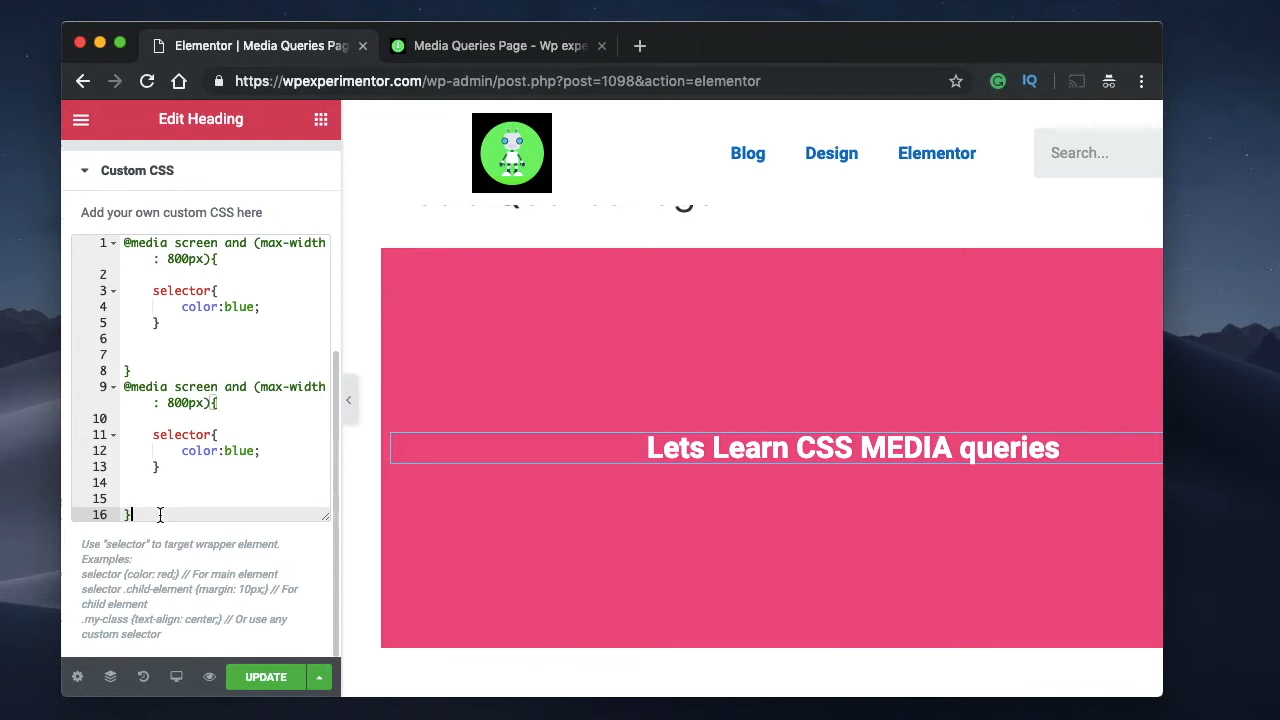 Elementor | Media Queries Pag
Media Queries Page - Wp expe
https://wpexperimentor.com/wp-admin/post.php?post=1098&action=elementor
IQ
Edit Heading
Custom CSS
Add your own custom CSS here
1 @media screen and (max-width
: 800px){
2
3 selector{
4 color:blue;
5 }
6
7
8 }
9 @media screen and (max-width
: 800px){
10
11 selector{
12 color:blue;
13 }
14
15
16 }
Use "selector" to target wrapper element.
Examples:
selector {color: red;} // For main element
selector .child-element {margin: 10px;} // For
child element
.my-class {text-align: center;} // Or use any
custom selector
UPDATE
Blog Design Elementor Search...
Lets Learn CSS MEDIA queries